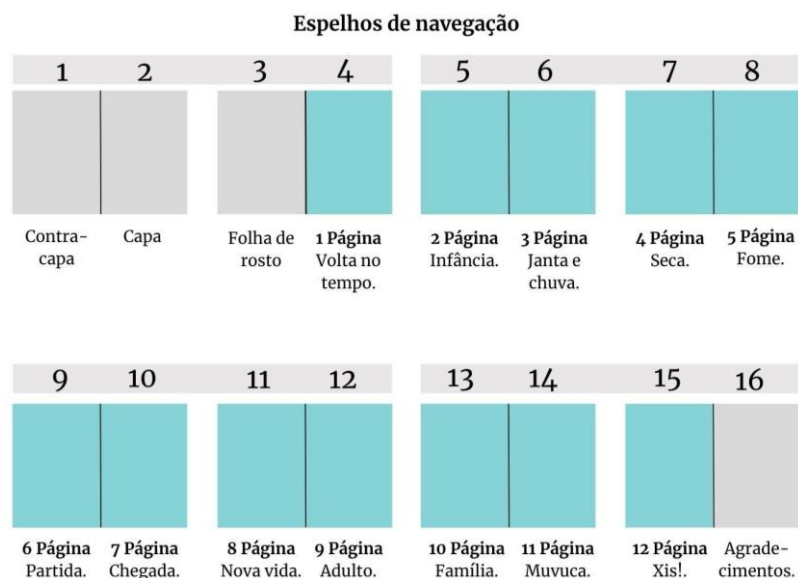 Espelhos de navegação
1 2 3 4 5 6 7 8
Contra-
capa
Capa
Folha de
rosto
1 Página
Volta no
tempo.
2 Página
Infância.
3 Página
Janta e
chuva.
4 Página
Seca.
5 Página
Fome.
9 10 11 12 13 14 15 16
6 Página
Partida.
7 Página
Chegada.
8 Página
Nova vida.
9 Página
Adulto.
10 Página
Família.
11 Página
Muvuca.
12 Página
Xis!.
Agrade-
cimentos.